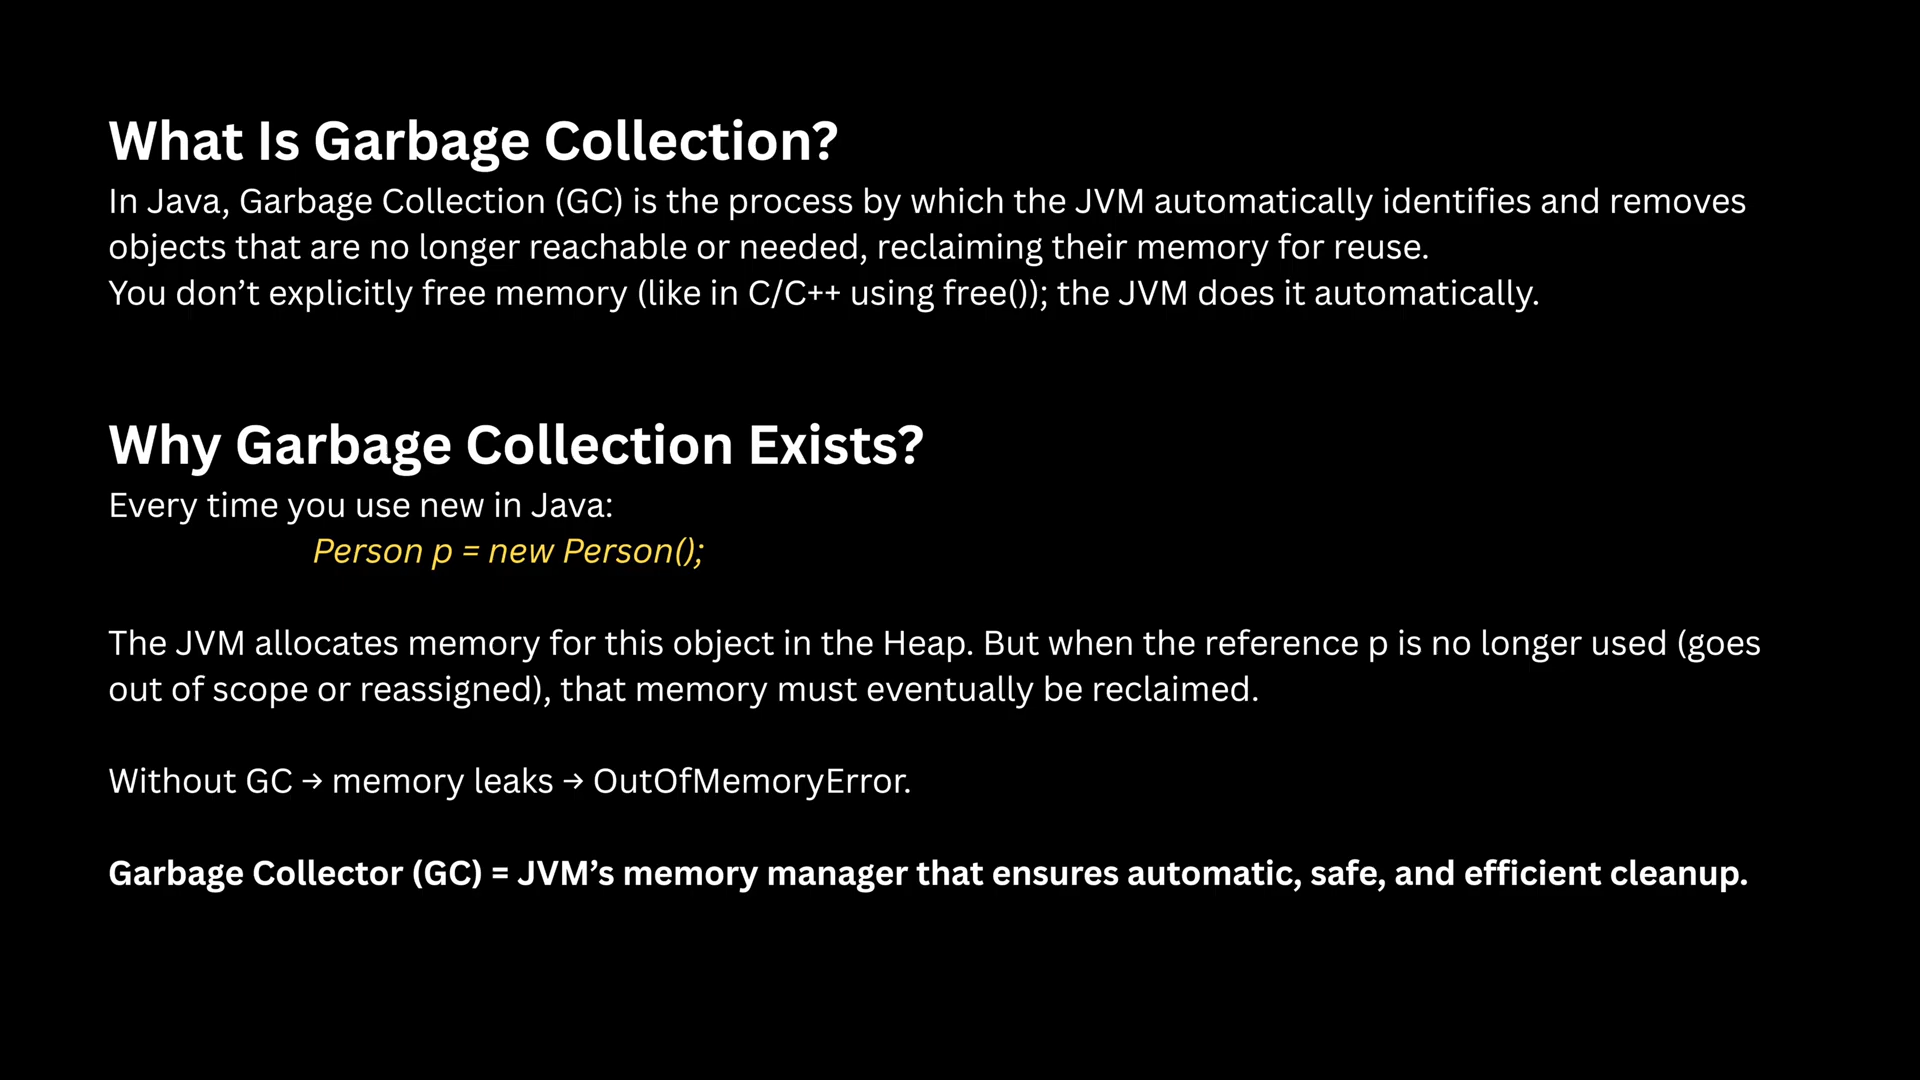 What Is Garbage Collection?
In Java, Garbage Collection (GC) is the process by which the JVM automatically identifies and removes
objects that are no longer reachable or needed, reclaiming their memory for reuse.
You don’t explicitly free memory (like in C/C++ using free()); the JVM does it automatically.
Why Garbage Collection Exists?
Every time you use new in Java:
Person p = new Person();
The JVM allocates memory for this object in the Heap. But when the reference p is no longer used (goes
out of scope or reassigned), that memory must eventually be reclaimed.
Without GC → memory leaks → OutOfMemoryError.
Garbage Collector (GC) = JVM’s memory manager that ensures automatic, safe, and efficient cleanup.